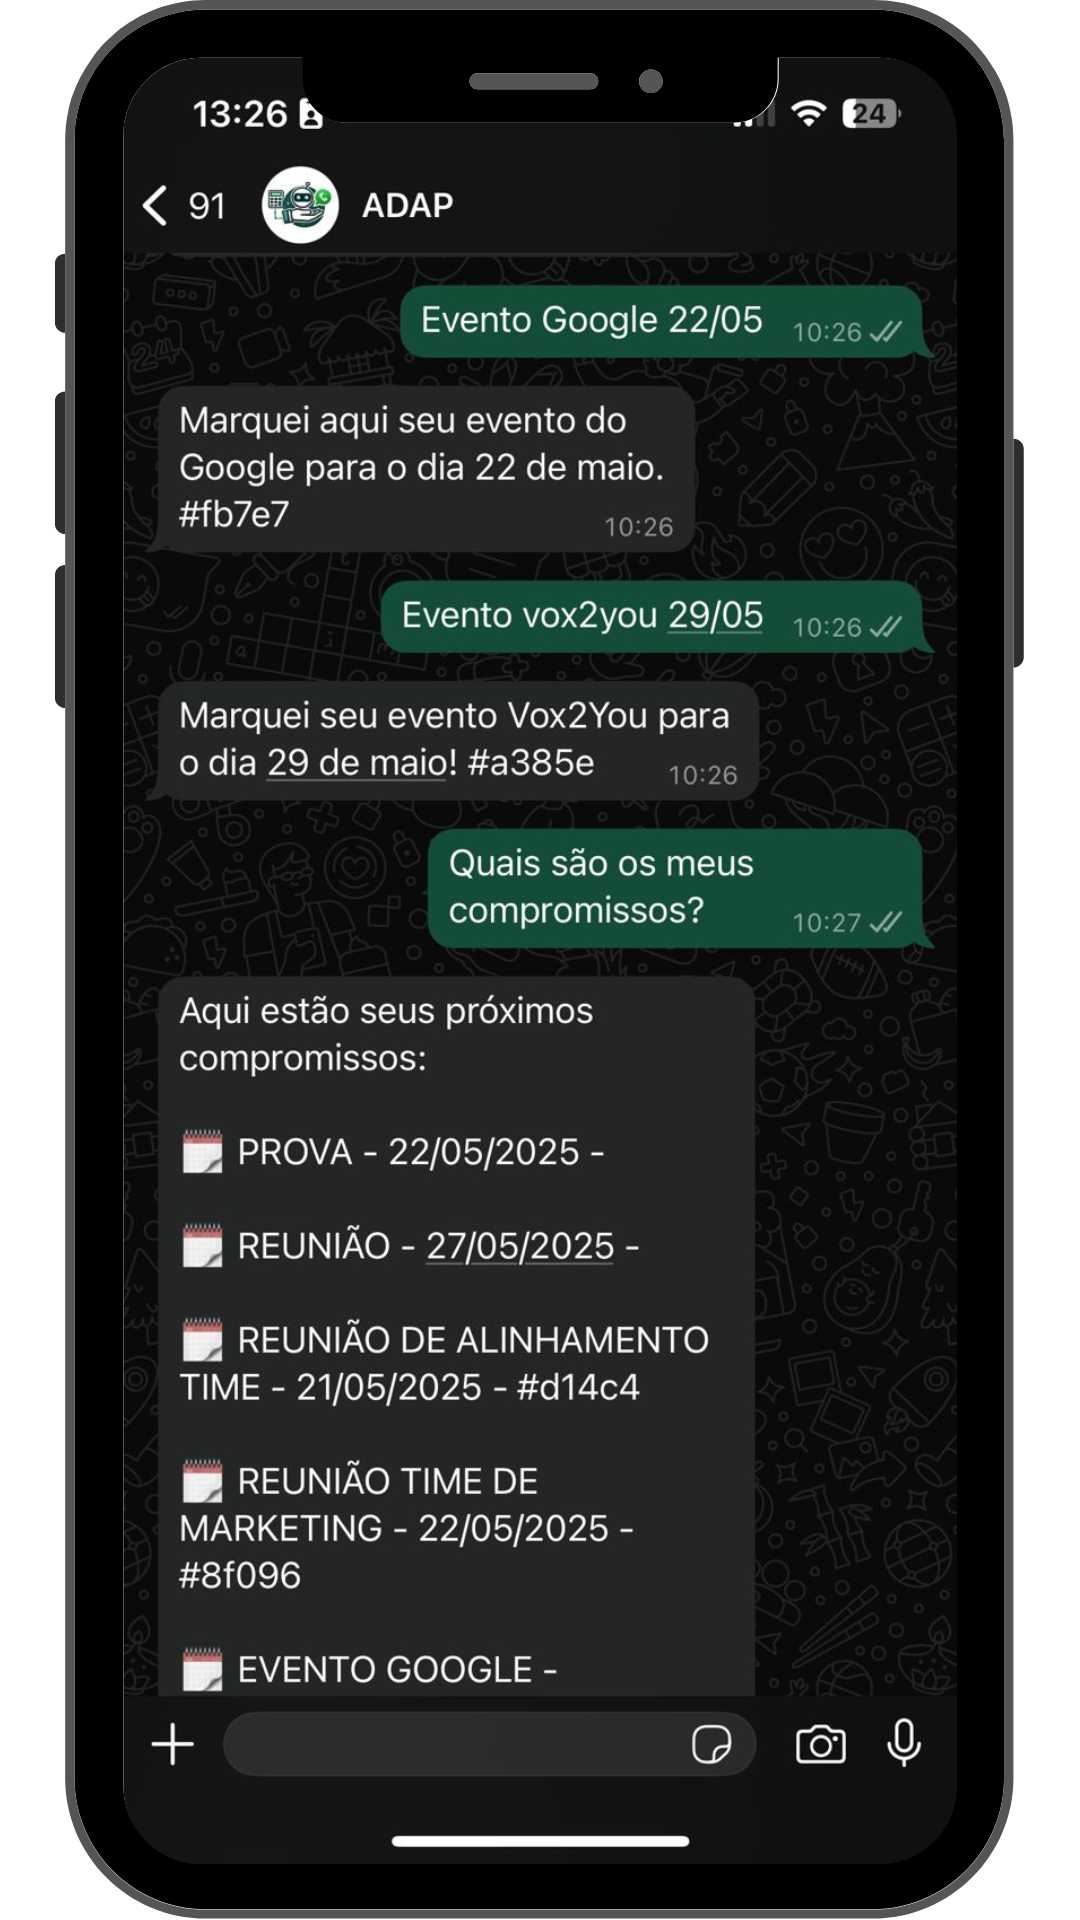 13:26
24
91
ADAP
Evento Google 22/05 10:26
Marquei aqui seu evento do
Google para o dia 22 de maio.
#fb7e7 10:26
Evento vox2you 29/05 10:26
Marquei seu evento Vox2You para
o dia 29 de maio! #a385e 10:26
Quais são os meus
compromissos? 10:27
Aqui estão seus próximos
compromissos:
PROVA - 22/05/2025 -
REUNIÃO - 27/05/2025 -
REUNIÃO DE ALINHAMENTO
TIME - 21/05/2025 - #d14c4
REUNIÃO TIME DE
MARKETING - 22/05/2025 -
#8f096
EVENTO GOOGLE -